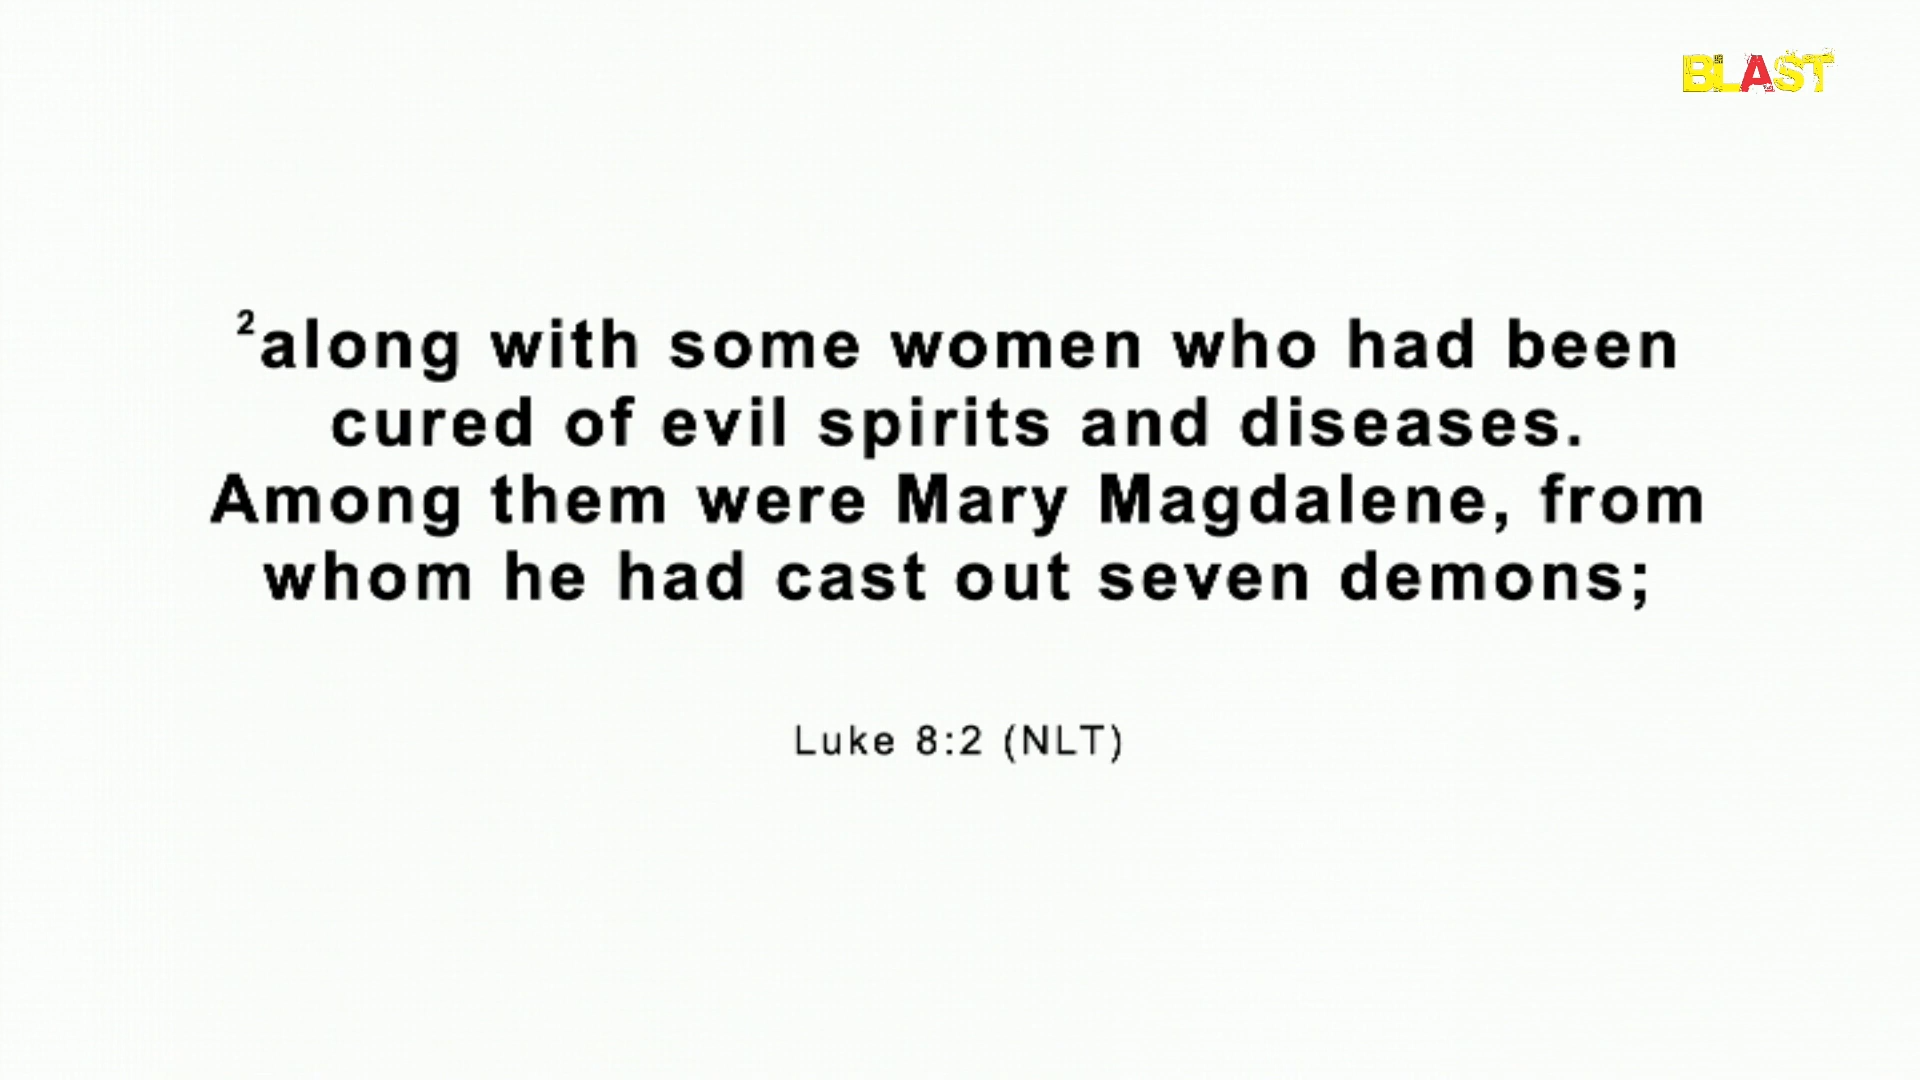 BLAST
²along with some women who had been
cured of evil spirits and diseases.
Among them were Mary Magdalene, from
whom he had cast out seven demons;
Luke 8:2 (NLT)